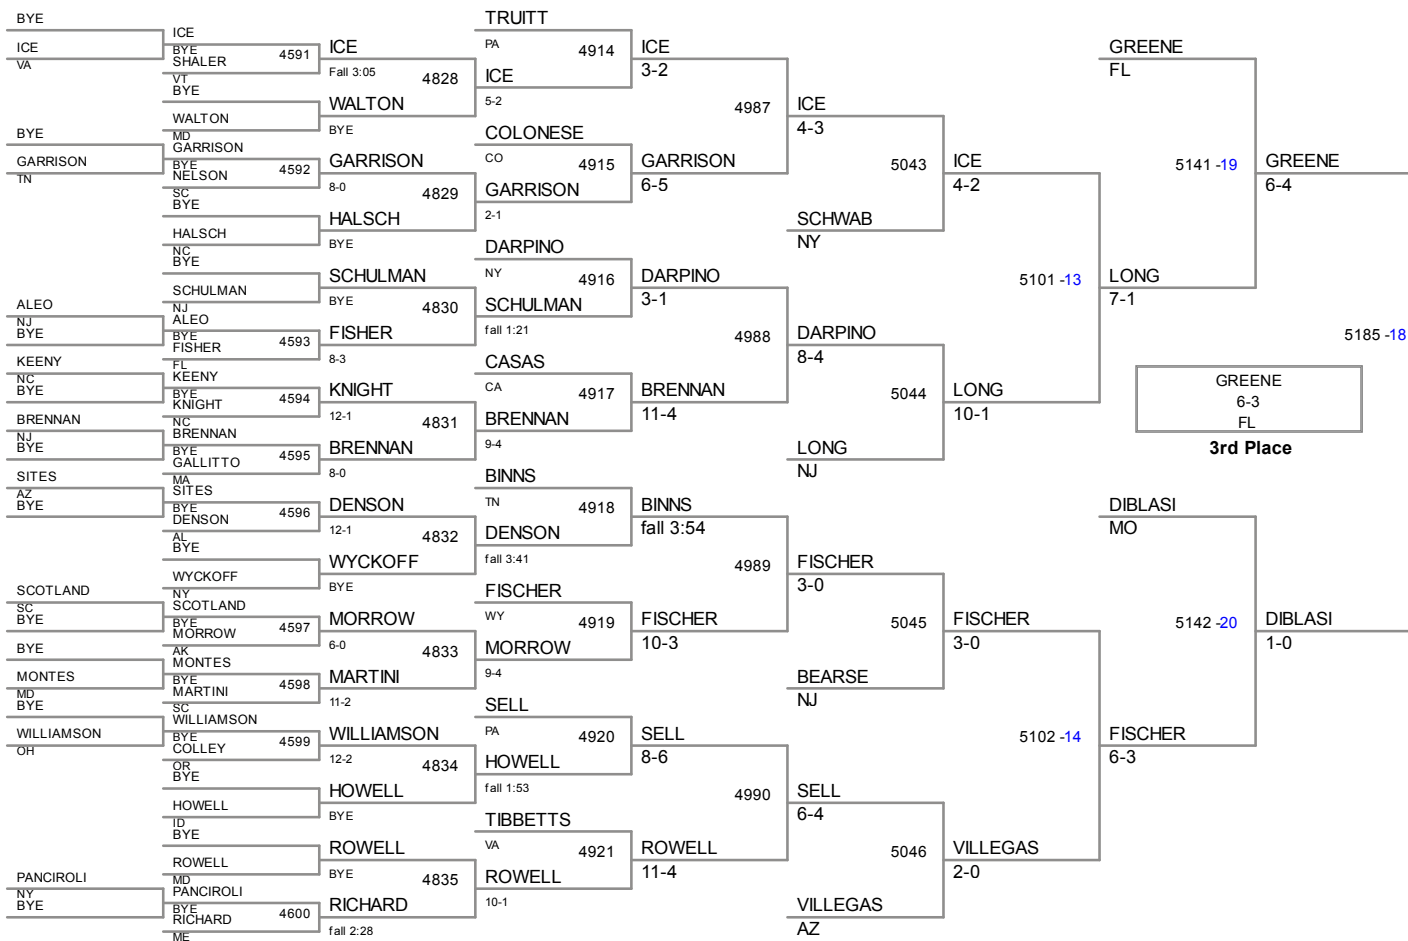 BYE
ICE
VA
BYE
GARRISON
TN
ALEO
NJ
BYE
KEENY
NC
BYE
BRENNAN
NJ
BYE
SITES
AZ
BYE
SCOTLAND
SC
BYE
BYE
MONTES
MD
BYE
WILLIAMSON
OH
PANCIROLI
NY
BYE
ICE
BYE
4591
SHALER
VT
BYE
WALTON
MD
GARRISON
BYE
4592
NELSON
SC
BYE
HALSCH
NC
BYE
SCHULMAN
NJ
ALEO
BYE
4593
FISHER
FL
KEENY
BYE
4594
KNIGHT
NC
BRENNAN
BYE
4595
GALLITTO
MA
SITES
BYE
4596
DENSON
AL
BYE
WYCKOFF
NY
SCOTLAND
BYE
4597
MORROW
AK
MONTES
BYE
4598
MARTINI
SC
WILLIAMSON
BYE
4599
COLLEY
OR
BYE
HOWELL
ID
BYE
ROWELL
MD
PANCIROLI
BYE
4600
RICHARD
ME
ICE
Fall 3:05
4828
WALTON
BYE
GARRISON
8-0
4829
HALSCH
BYE
SCHULMAN
BYE
4830
FISHER
8-3
KNIGHT
12-1
4831
BRENNAN
8-0
DENSON
12-1
4832
WYCKOFF
BYE
MORROW
6-0
4833
MARTINI
11-2
WILLIAMSON
12-2
4834
HOWELL
BYE
ROWELL
BYE
4835
RICHARD
fall 2:28
TRUITT
PA
4914
ICE
5-2
COLONESE
CO
4915
GARRISON
2-1
DARPINO
NY
4916
SCHULMAN
fall 1:21
CASAS
CA
4917
BRENNAN
9-4
BINNS
TN
4918
DENSON
fall 3:41
FISCHER
WY
4919
MORROW
9-4
SELL
PA
4920
HOWELL
fall 1:53
TIBBETTS
VA
4921
ROWELL
10-1
ICE
3-2
4987
GARRISON
6-5
DARPINO
3-1
4988
BRENNAN
11-4
BINNS
fall 3:54
4989
FISCHER
10-3
SELL
8-6
4990
ROWELL
11-4
ICE
4-3
5043
SCHWAB
NY
DARPINO
8-4
5044
LONG
NJ
FISCHER
3-0
5045
BEARSE
NJ
SELL
6-4
5046
VILLEGAS
AZ
ICE
4-2
5101 -13
LONG
10-1
FISCHER
3-0
5102 -14
VILLEGAS
2-0
GREENE
FL
5141 -19
LONG
7-1
GREENE
6-3
FL
3rd Place
DIBLASI
MO
5142 -20
FISCHER
6-3
GREENE
6-4
5185 -18
DIBLASI
1-0